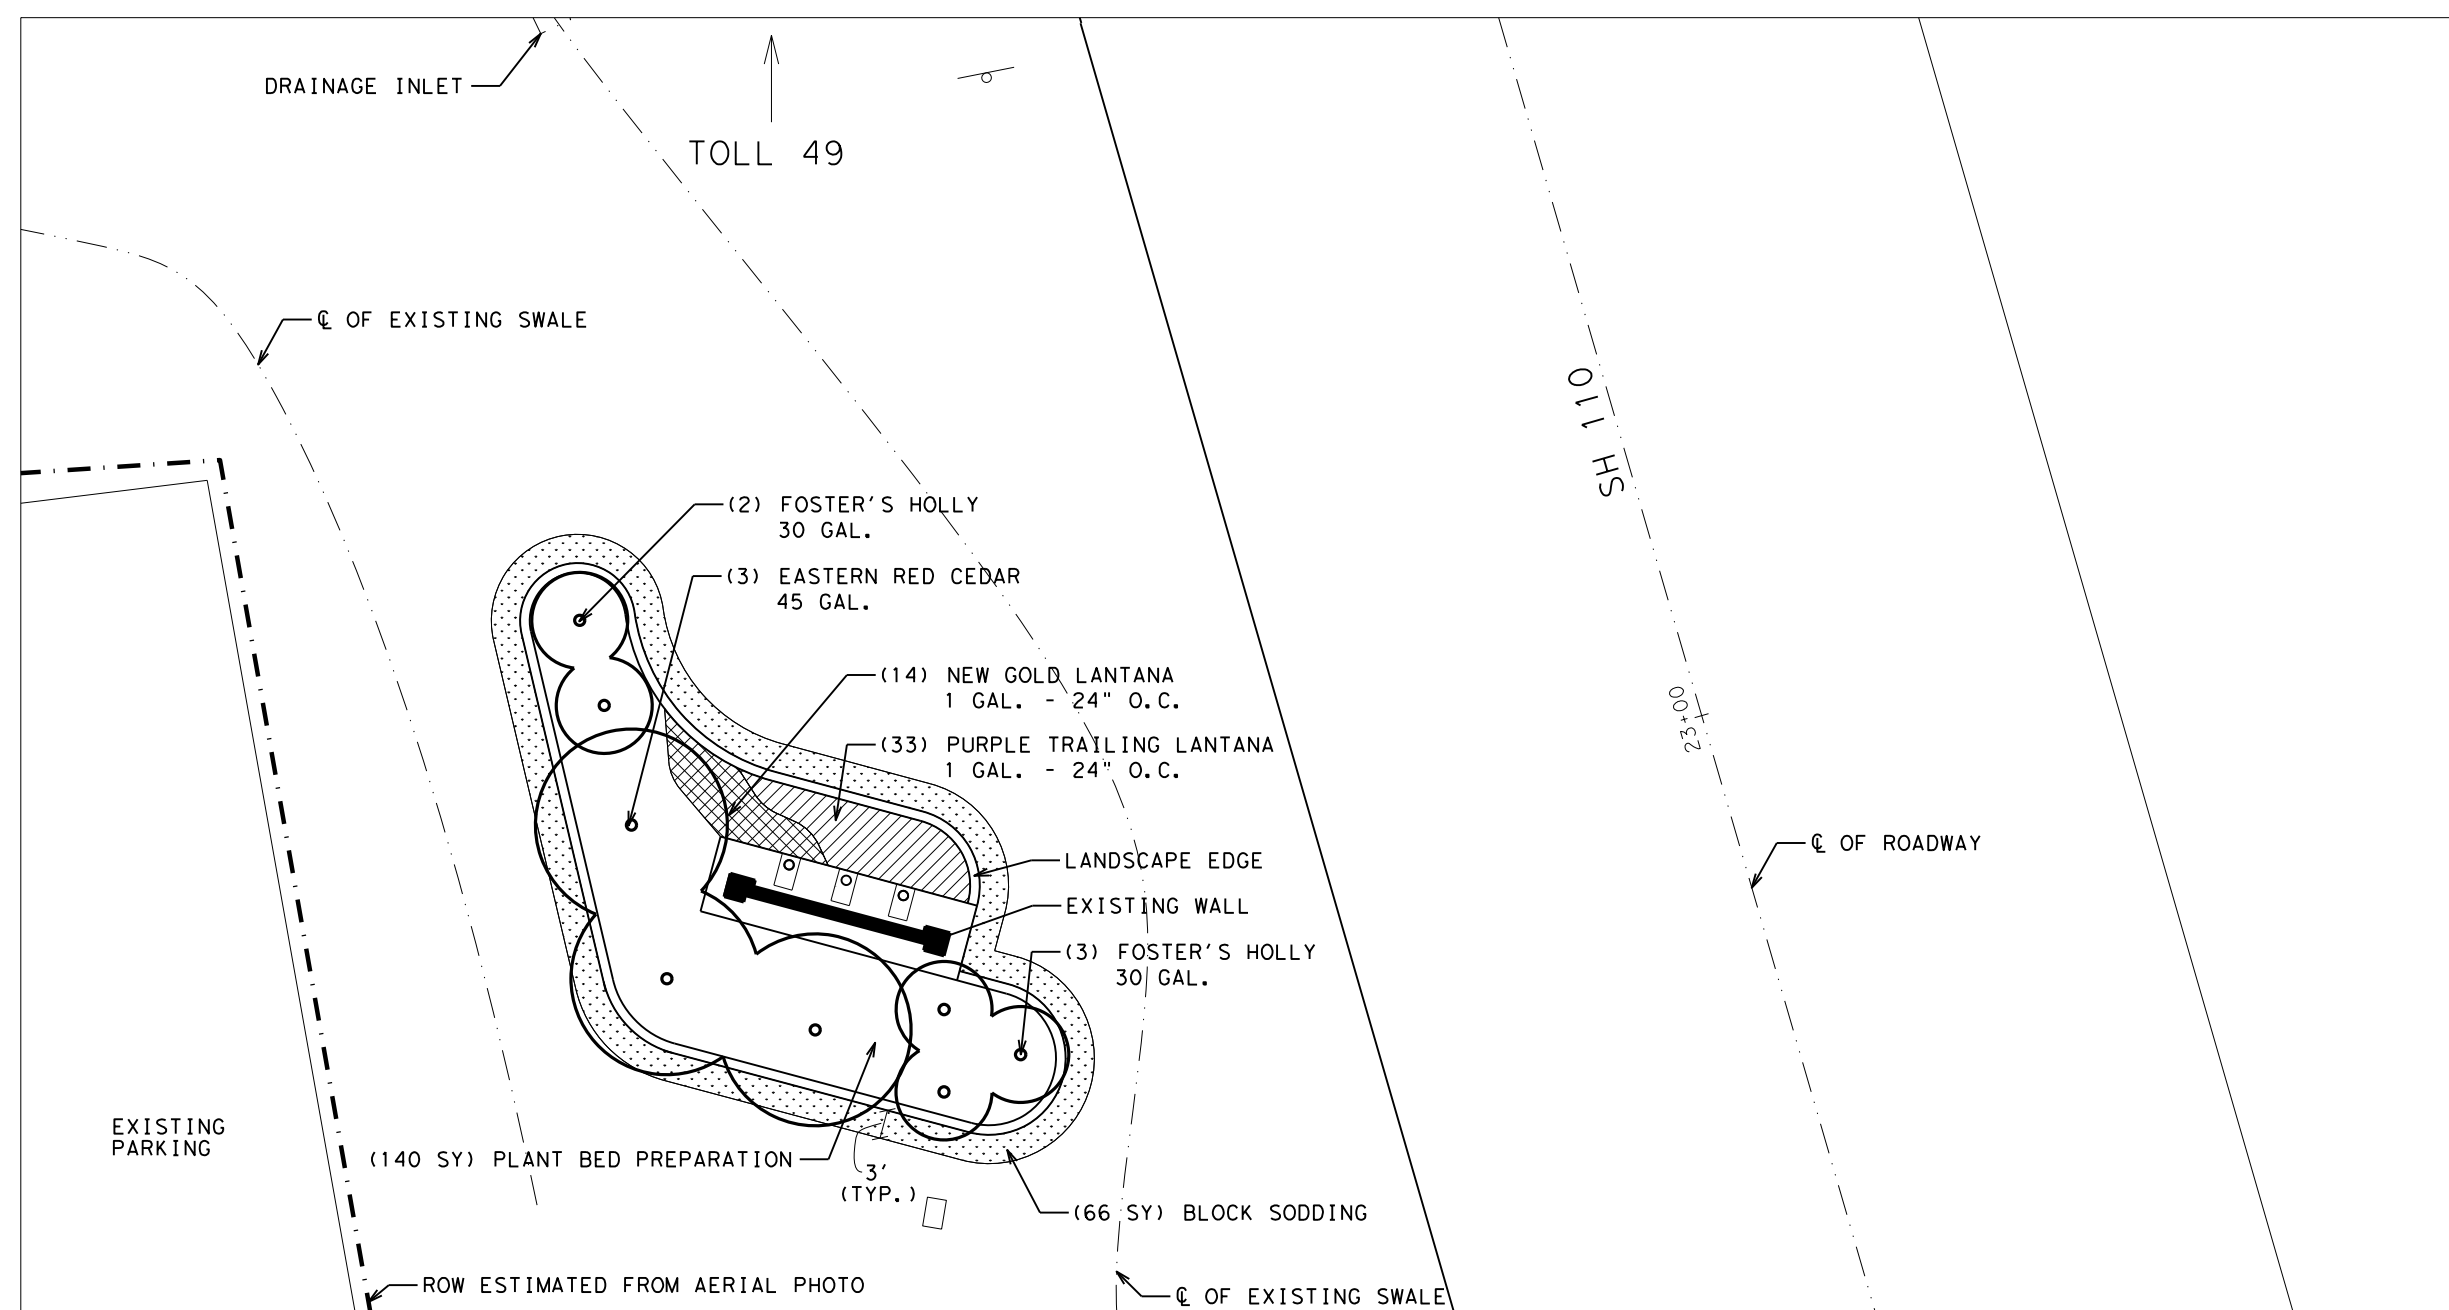 DRAINAGE INLET
TOLL 49
℄ OF EXISTING SWALE
SH 110
(2) FOSTER'S HOLLY
30 GAL.
(3) EASTERN RED CEDAR
45 GAL.
(14) NEW GOLD LANTANA
1 GAL. - 24" O.C.
23+00
(33) PURPLE TRAILING LANTANA
1 GAL. - 24" O.C.
℄ OF ROADWAY
LANDSCAPE EDGE
EXISTING WALL
(3) FOSTER'S HOLLY
30 GAL.
EXISTING
PARKING
(140 SY) PLANT BED PREPARATION
3'
(TYP.)
(66 SY) BLOCK SODDING
ROW ESTIMATED FROM AERIAL PHOTO
℄ OF EXISTING SWALE